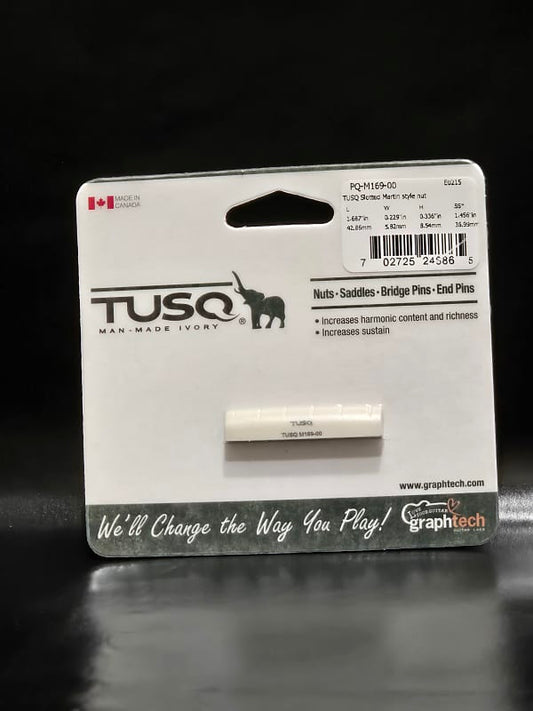 PQ-M169-00 E0215
TUSQ Slotted Martin style nut
L W H SS"
1.687"in 0.229"in 0.336"in 1.456"in
42.86mm 5.82mm 8.54mm 36.99mm
7 02725 24586 5
MADE IN
CANADA
TUSQ®
MAN-MADE IVORY
Nuts • Saddles • Bridge Pins • End Pins
• Increases harmonic content and richness
• Increases sustain
TUSQ
TUSQ M169-00
www.graphtech.com
We'll Change the Way You Play!
graphtech
GUITAR LABS